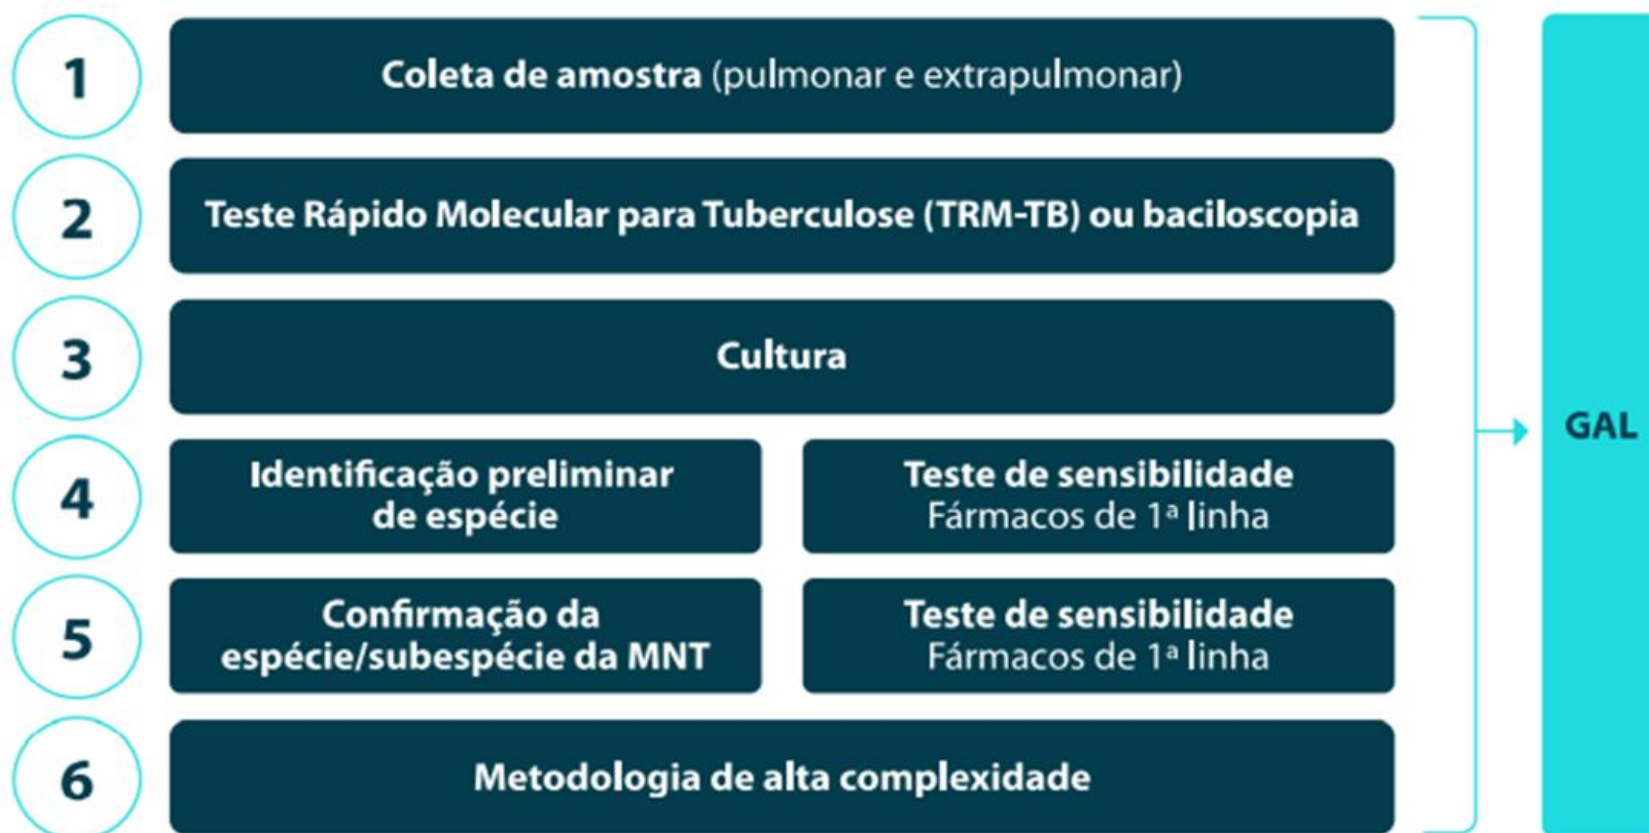 1
Coleta de amostra (pulmonar e extrapulmonar)
2
Teste Rápido Molecular para Tuberculose (TRM-TB) ou baciloscopia
3
Cultura
4
Identificação preliminar
de espécie
Teste de sensibilidade
Fármacos de 1ª linha
5
Confirmação da
espécie/subespécie da MNT
Teste de sensibilidade
Fármacos de 1ª linha
6
Metodologia de alta complexidade
GAL